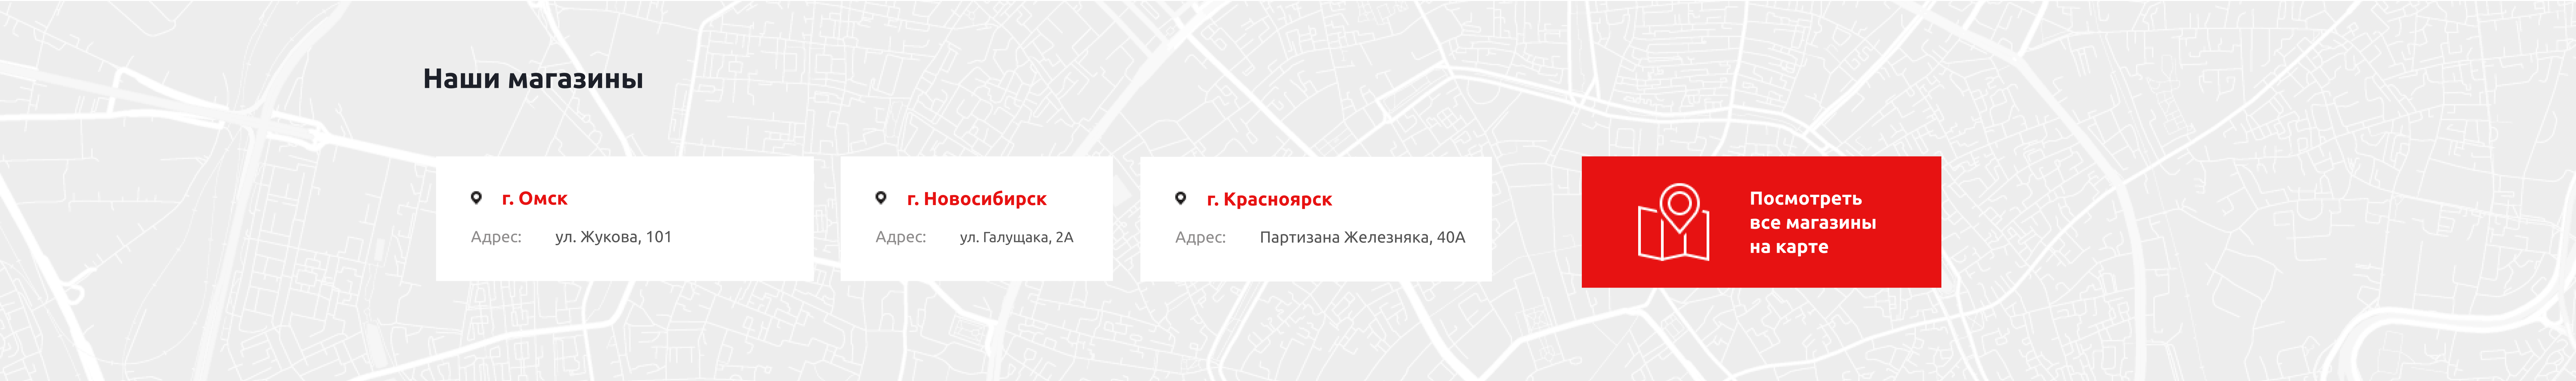 Наши магазины
г. Омск
Адрес: ул. Жукова, 101
г. Новосибирск
Адрес: ул. Галущака, 2А
г. Красноярск
Адрес: Партизана Железняка, 40А
Посмотреть
все магазины
на карте